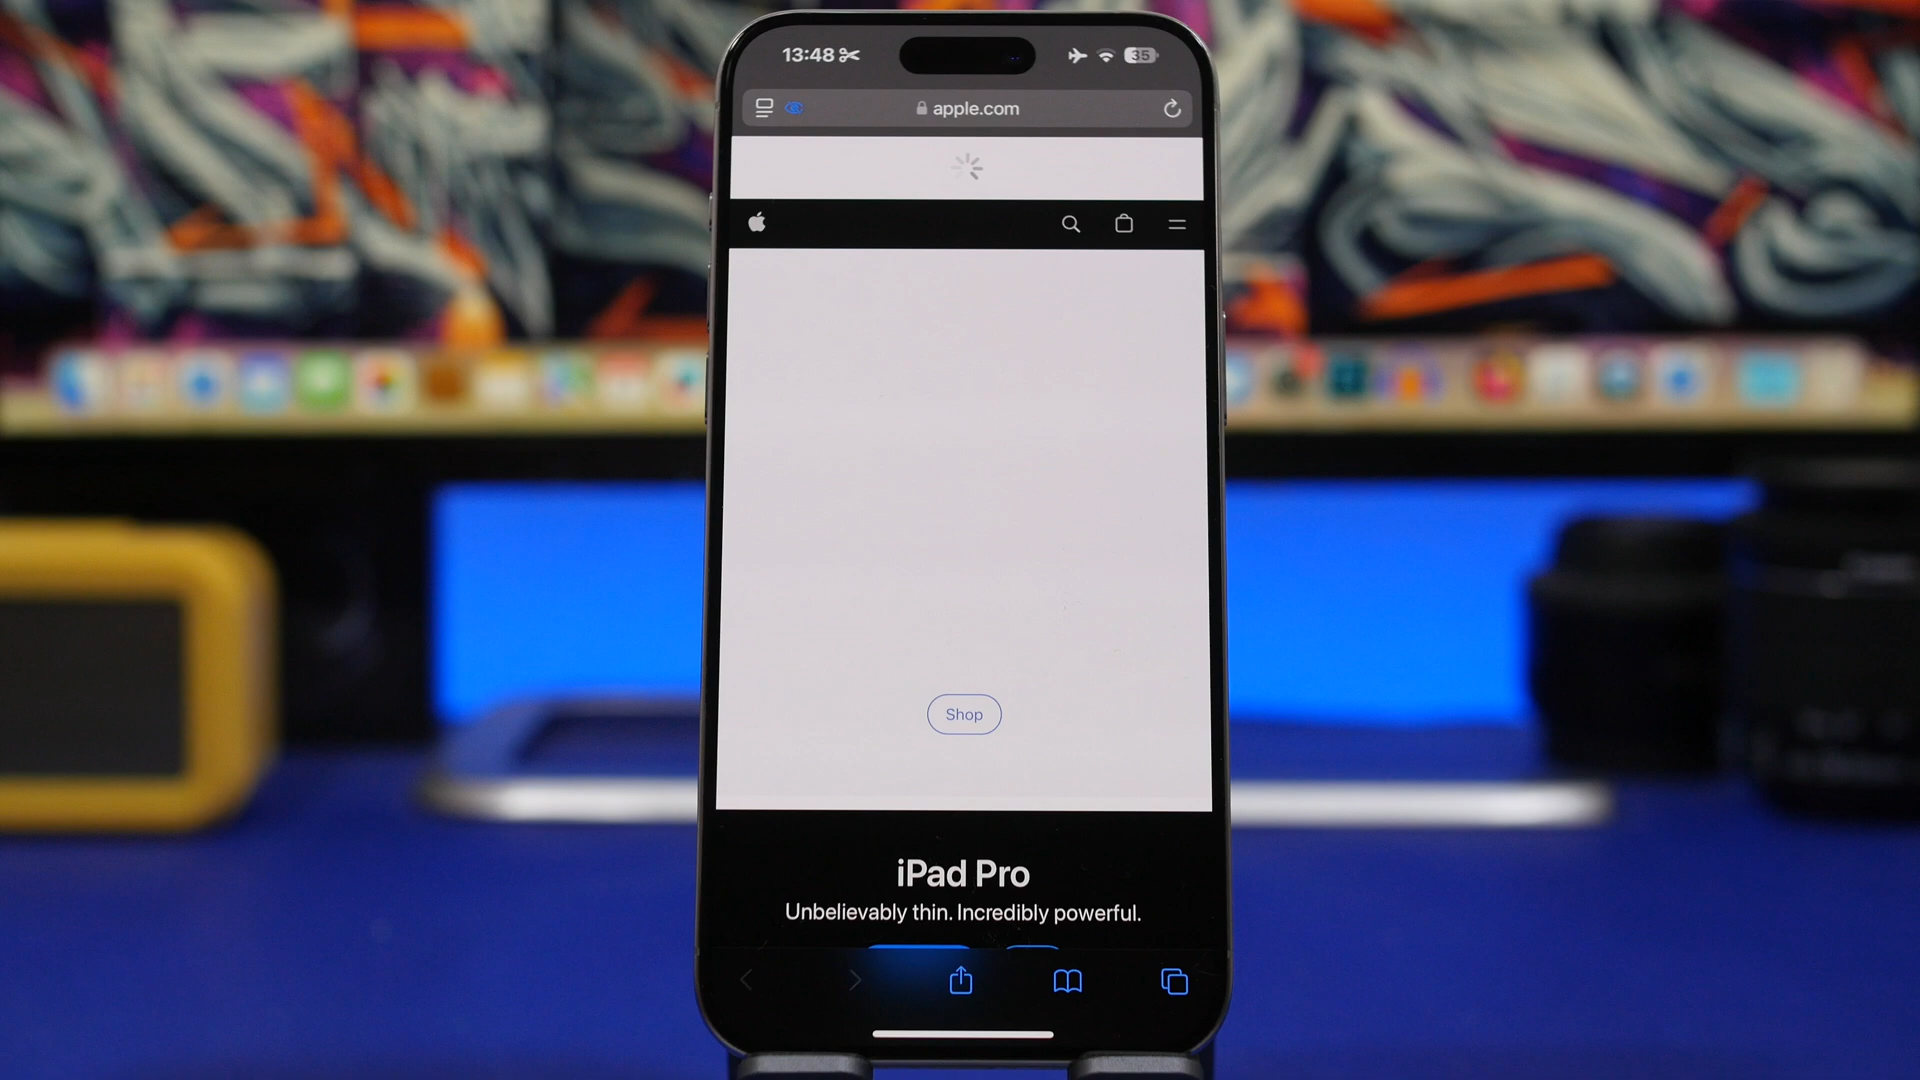 13:48
35
apple.com
Shop
iPad Pro
Unbelievably thin. Incredibly powerful.